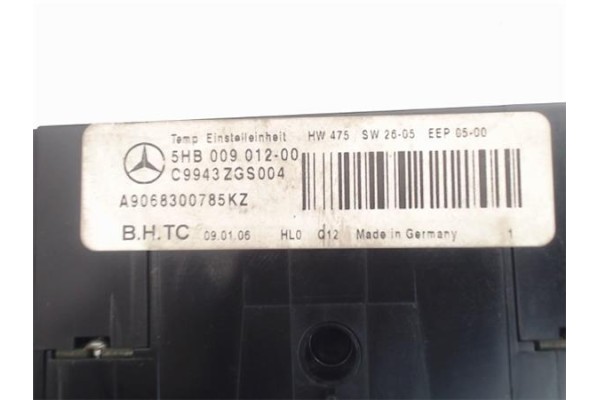 Temp Einstelleinheit HW 475 SW 26-05 EEP 05-00
5HB 009 012-00
C9943ZGS004
A9068300785KZ
B.H.TC 09.01.06 HL0 C12 Made in Germany 1